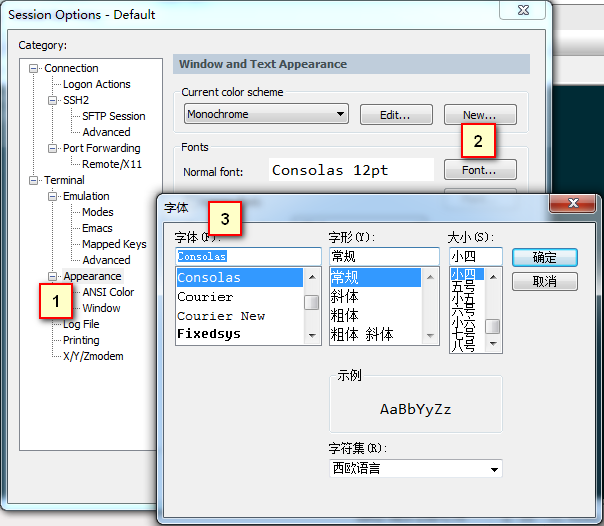 Session Options - Default
Category:
Connection
Logon Actions
SSH2
SFTP Session
Advanced
Port Forwarding
Remote/X11
Terminal
Emulation
Modes
Emacs
Mapped Keys
Advanced
Appearance
ANSI Color
Window
Log File
Printing
X/Y/Zmodem
1
Window and Text Appearance
Current color scheme
Monochrome
Edit...
New...
2
Fonts
Normal font:
Consolas 12pt
Font...
字体
3
字体(F):
Consolas
Consolas
Courier
Courier New
Fixedsys
字形(Y):
常规
常规
斜体
粗体
粗体 斜体
大小(S):
小四
小四
五号
小五
六号
小六
七号
八号
确定
取消
示例
AaBbYyZz
字符集(R):
西欧语言